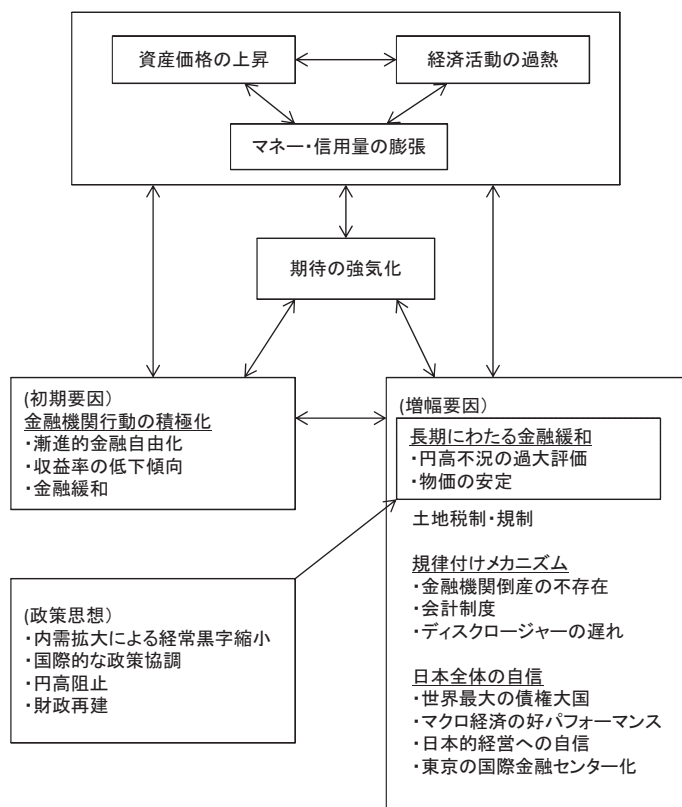 資産価格の上昇
経済活動の過熱
マネー・信用量の膨張
期待の強気化
(初期要因)
金融機関行動の積極化
・漸進的金融自由化
・収益率の低下傾向
・金融緩和
(増幅要因)
長期にわたる金融緩和
・円高不況の過大評価
・物価の安定
土地税制・規制
規律付けメカニズム
・金融機関倒産の不存在
・会計制度
・ディスクロージャーの遅れ
日本全体の自信
・世界最大の債権大国
・マクロ経済の好パフォーマンス
・日本的経営への自信
・東京の国際金融センター化
(政策思想)
・内需拡大による経常黒字縮小
・国際的な政策協調
・円高阻止
・財政再建